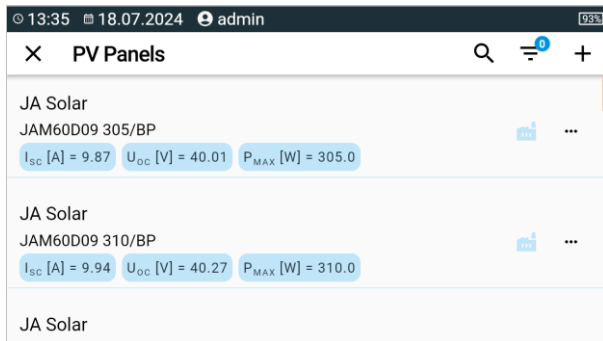 13:35 18.07.2024 admin 93%
PV Panels 0
JA Solar
JAM60D09 305/BP
ISC [A] = 9.87 UOC [V] = 40.01 PMAX [W] = 305.0
JA Solar
JAM60D09 310/BP
ISC [A] = 9.94 UOC [V] = 40.27 PMAX [W] = 310.0
JA Solar